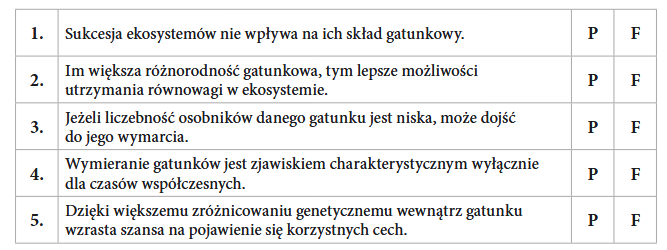 1. Sukcesja ekosystemów nie wpływa na ich skład gatunkowy. P F
2. Im większa różnorodność gatunkowa, tym lepsze możliwości
utrzymania równowagi w ekosystemie. P F
3. Jeżeli liczebność osobników danego gatunku jest niska, może dojść
do jego wymarcia. P F
4. Wymieranie gatunków jest zjawiskiem charakterystycznym wyłącznie
dla czasów współczesnych. P F
5. Dzięki większemu zróżnicowaniu genetycznemu wewnątrz gatunku
wzrasta szansa na pojawienie się korzystnych cech. P F